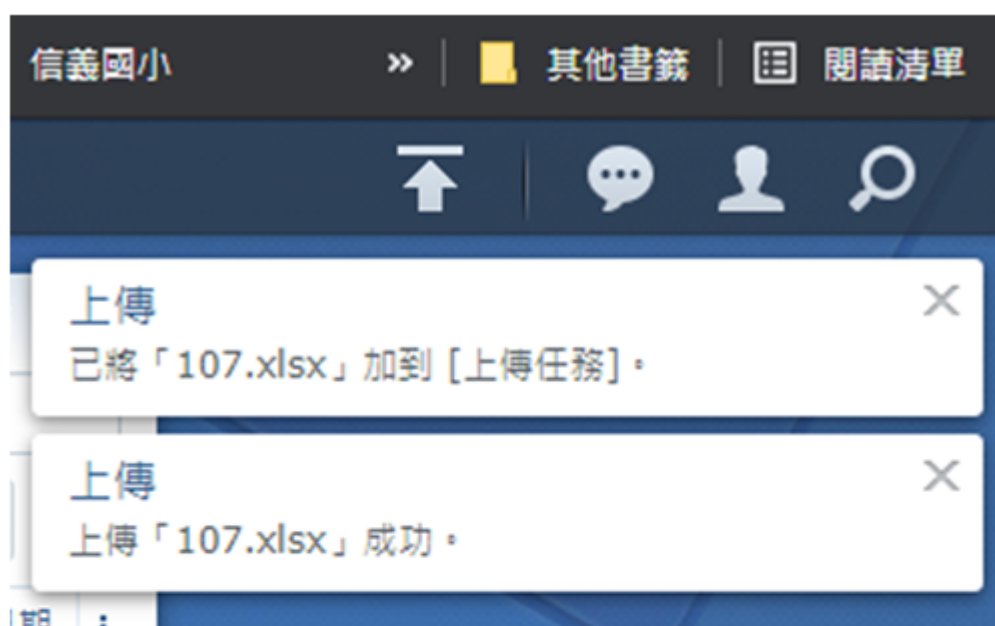 信義國小 » 其他書籤 閱讀清單
上傳
已將「107.xlsx」加到 [上傳任務]。
上傳
上傳「107.xlsx」成功。
期